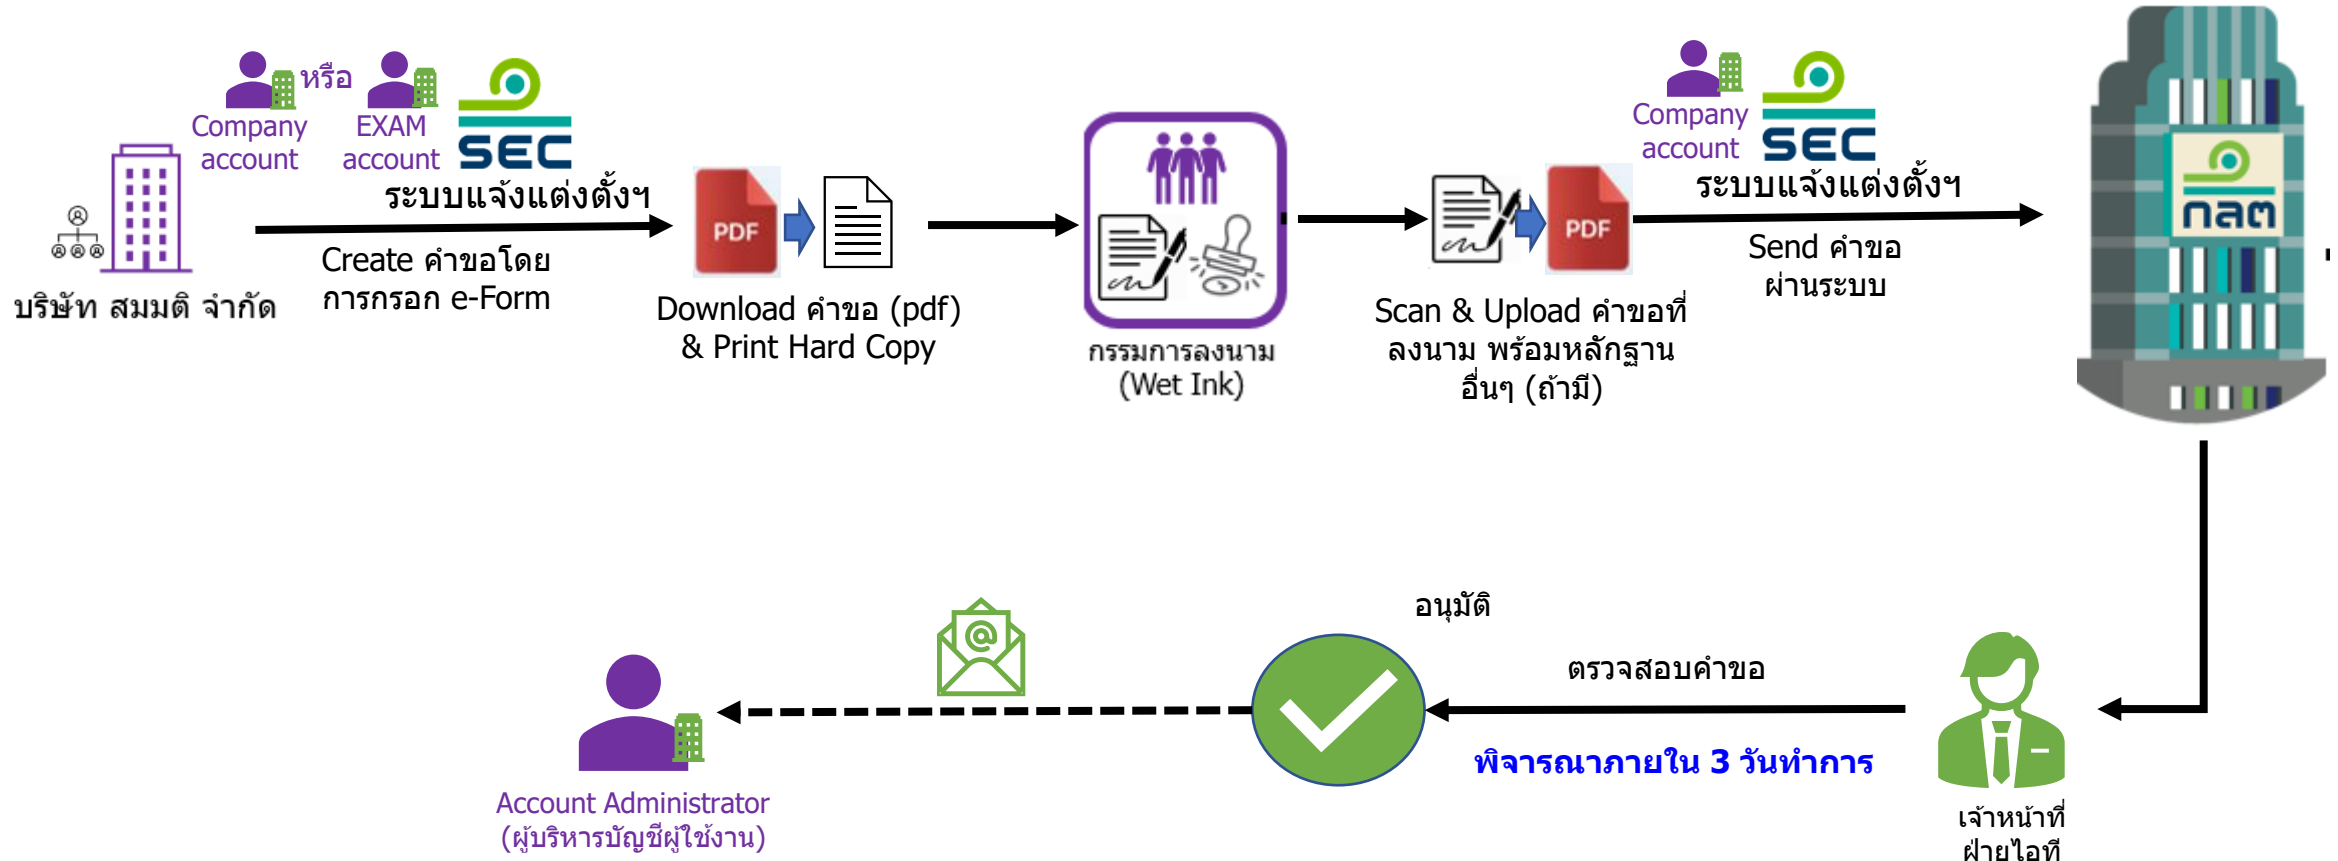 หรือ
Company
account
EXAM
account
SEC
ระบบแจ้งแต่งตั้งฯ
บริษัท สมมติ จำกัด
Create คำขอโดย
การกรอก e-Form
PDF
Download คำขอ (pdf)
& Print Hard Copy
กรรมการลงนาม
(Wet Ink)
PDF
Scan & Upload คำขอที่
ลงนาม พร้อมหลักฐาน
อื่นๆ (ถ้ามี)
Company
account
SEC
ระบบแจ้งแต่งตั้งฯ
Send คำขอ
ผ่านระบบ
กลต
เจ้าหน้าที่
ฝ่ายไอที
ตรวจสอบคำขอ
พิจารณาภายใน 3 วันทำการ
อนุมัติ
@
Account Administrator
(ผู้บริหารบัญชีผู้ใช้งาน)